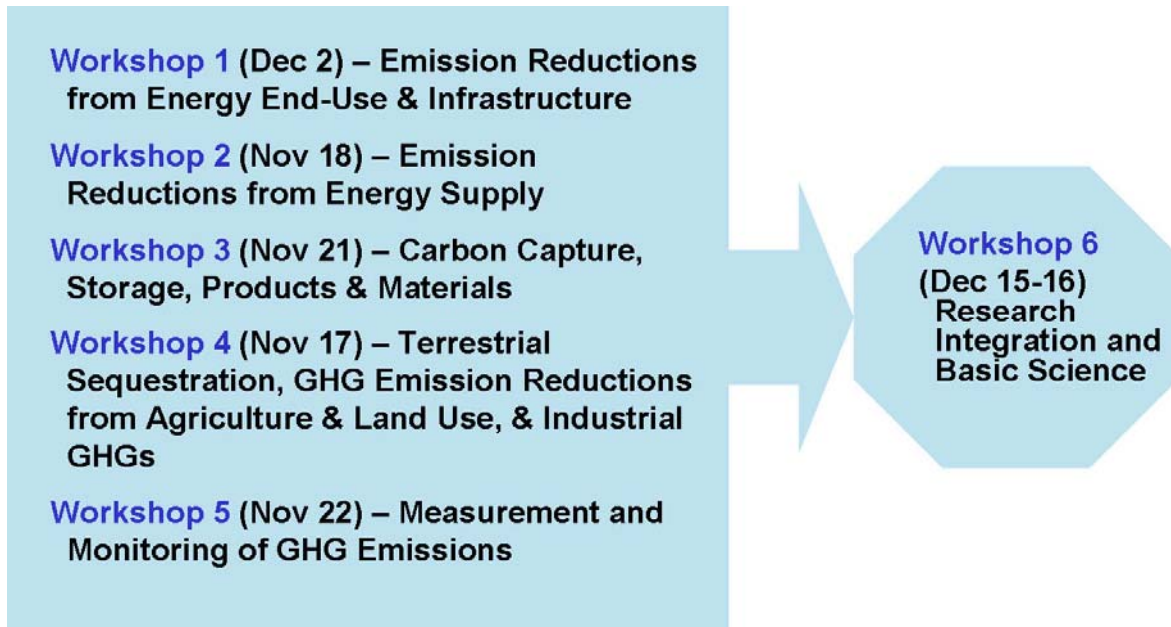 Workshop 1 (Dec 2) – Emission Reductions
from Energy End-Use & Infrastructure
Workshop 2 (Nov 18) – Emission
Reductions from Energy Supply
Workshop 3 (Nov 21) – Carbon Capture,
Storage, Products & Materials
Workshop 4 (Nov 17) – Terrestrial
Sequestration, GHG Emission Reductions
from Agriculture & Land Use, & Industrial
GHGs
Workshop 5 (Nov 22) – Measurement and
Monitoring of GHG Emissions
Workshop 6
(Dec 15-16)
Research
Integration and
Basic Science